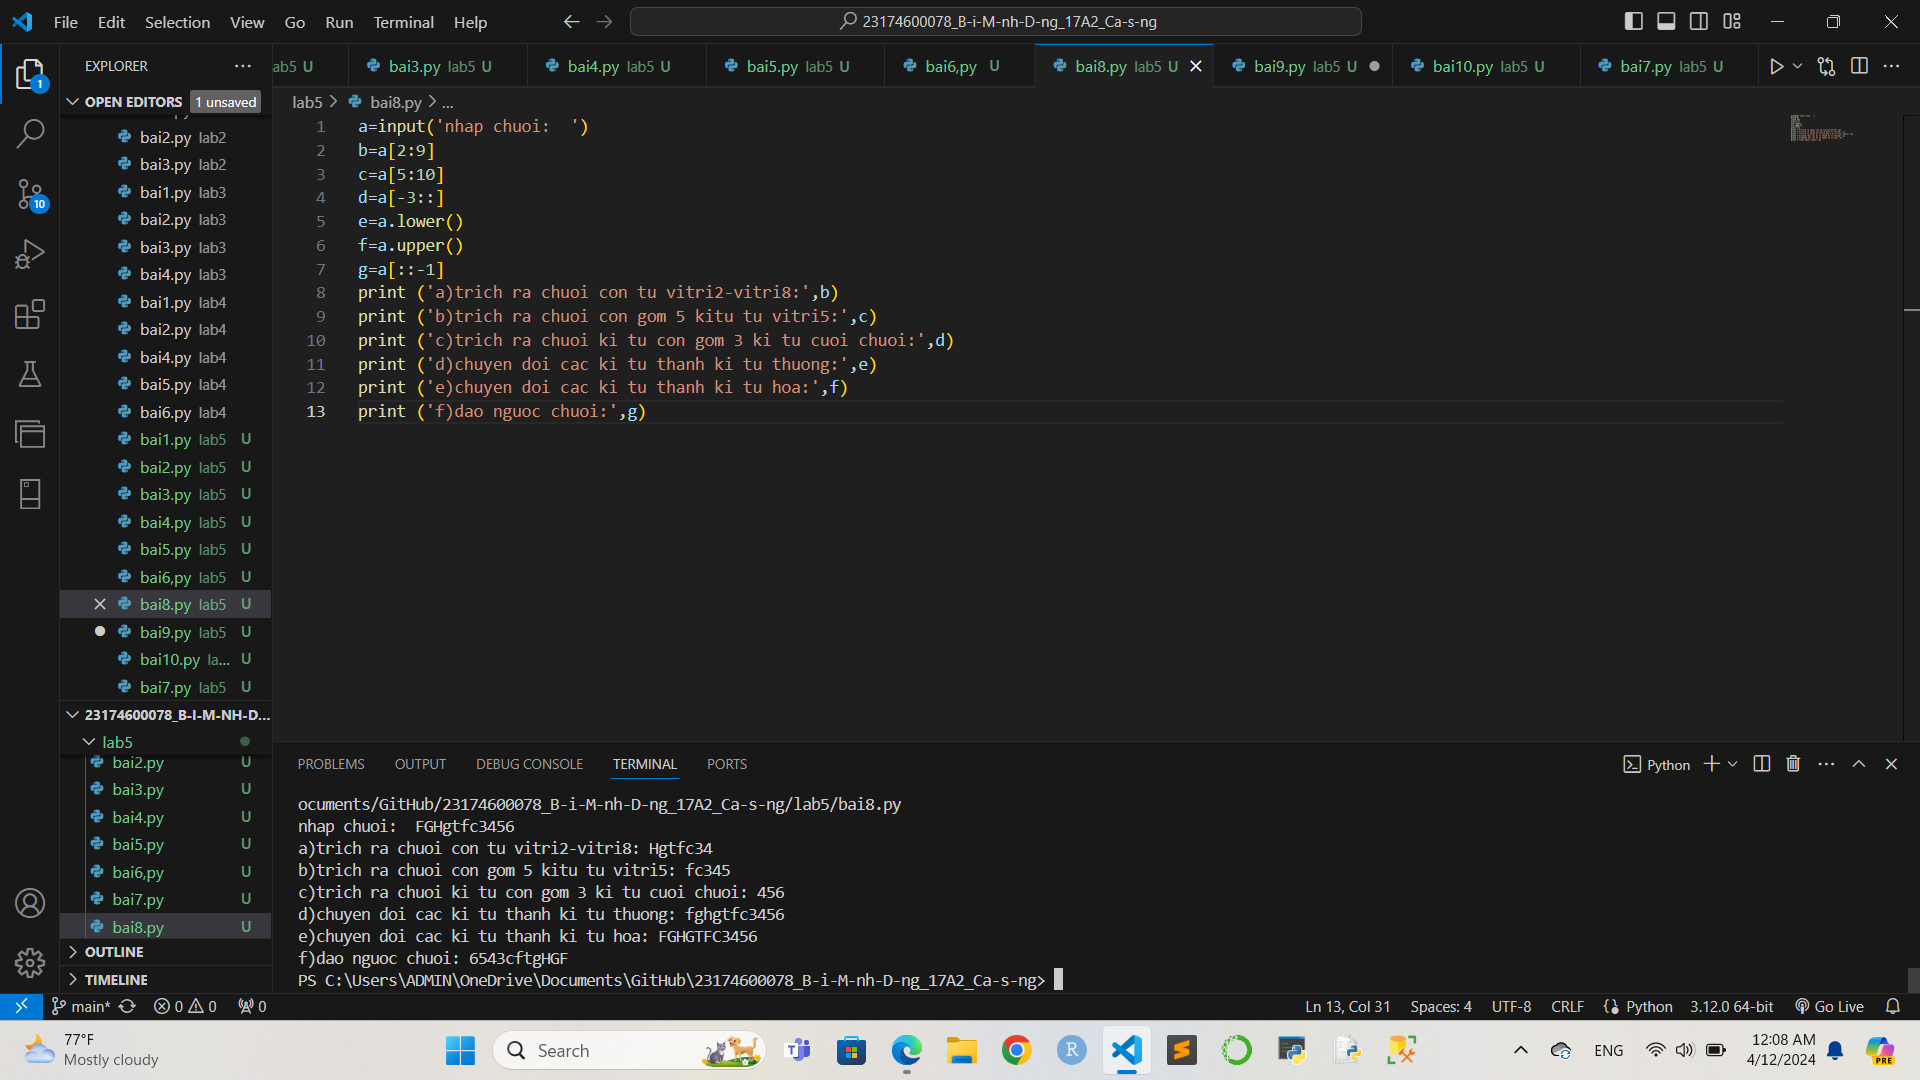 File Edit Selection View Go Run Terminal Help
23174600078_B-i-M-nh-D-ng_17A2_Ca-s-ng
EXPLORER
ab5 U
bai3.py lab5 U
bai4.py lab5 U
bai5.py lab5 U
bai6,py U
bai8.py lab5 U
bai9.py lab5 U
bai10.py lab5 U
bai7.py lab5 U
1
OPEN EDITORS 1 unsaved
bai2.py lab2
bai3.py lab2
bai1.py lab3
bai2.py lab3
10
bai3.py lab3
bai4.py lab3
bai1.py lab4
bai2.py lab4
bai4.py lab4
bai5.py lab4
bai6.py lab4
bai1.py lab5 U
bai2.py lab5 U
bai3.py lab5 U
bai4.py lab5 U
bai5.py lab5 U
bai6,py lab5 U
bai8.py lab5 U
bai9.py lab5 U
bai10.py la... U
bai7.py lab5 U
23174600078_B-I-M-NH-D...
lab5
bai2.py U
bai3.py U
bai4.py U
bai5.py U
bai6,py U
bai7.py U
bai8.py U
OUTLINE
TIMELINE
lab5 > bai8.py > ...
1 a=input('nhap chuoi:  ')
2 b=a[2:9]
3 c=a[5:10]
4 d=a[-3::]
5 e=a.lower()
6 f=a.upper()
7 g=a[::-1]
8 print ('a)trich ra chuoi con tu vitri2-vitri8:',b)
9 print ('b)trich ra chuoi con gom 5 kitu tu vitri5:',c)
10 print ('c)trich ra chuoi ki tu con gom 3 ki tu cuoi chuoi:',d)
11 print ('d)chuyen doi cac ki tu thanh ki tu thuong:',e)
12 print ('e)chuyen doi cac ki tu thanh ki tu hoa:',f)
13 print ('f)dao nguoc chuoi:',g)
PROBLEMS OUTPUT DEBUG CONSOLE TERMINAL PORTS
Python
ocuments/GitHub/23174600078_B-i-M-nh-D-ng_17A2_Ca-s-ng/lab5/bai8.py
nhap chuoi:  FGHgtfc3456
a)trich ra chuoi con tu vitri2-vitri8: Hgtfc34
b)trich ra chuoi con gom 5 kitu tu vitri5: fc345
c)trich ra chuoi ki tu con gom 3 ki tu cuoi chuoi: 456
d)chuyen doi cac ki tu thanh ki tu thuong: fghgtfc3456
e)chuyen doi cac ki tu thanh ki tu hoa: FGHGTFC3456
f)dao nguoc chuoi: 6543cftgHGF
PS C:\Users\ADMIN\OneDrive\Documents\GitHub\23174600078_B-i-M-nh-D-ng_17A2_Ca-s-ng>
main* 0 0 0
Ln 13, Col 31 Spaces: 4 UTF-8 CRLF Python 3.12.0 64-bit Go Live
77°F
Mostly cloudy
Search
R
ENG
12:08 AM
4/12/2024
PRE